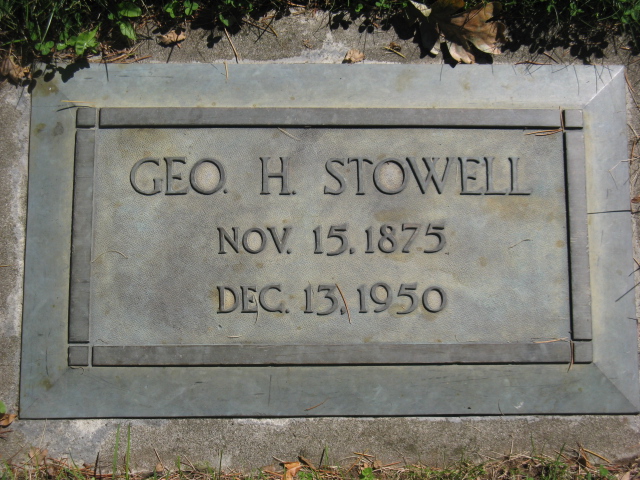 GEO. H. STOWELL
NOV. 15, 1875
DEC. 13, 1950